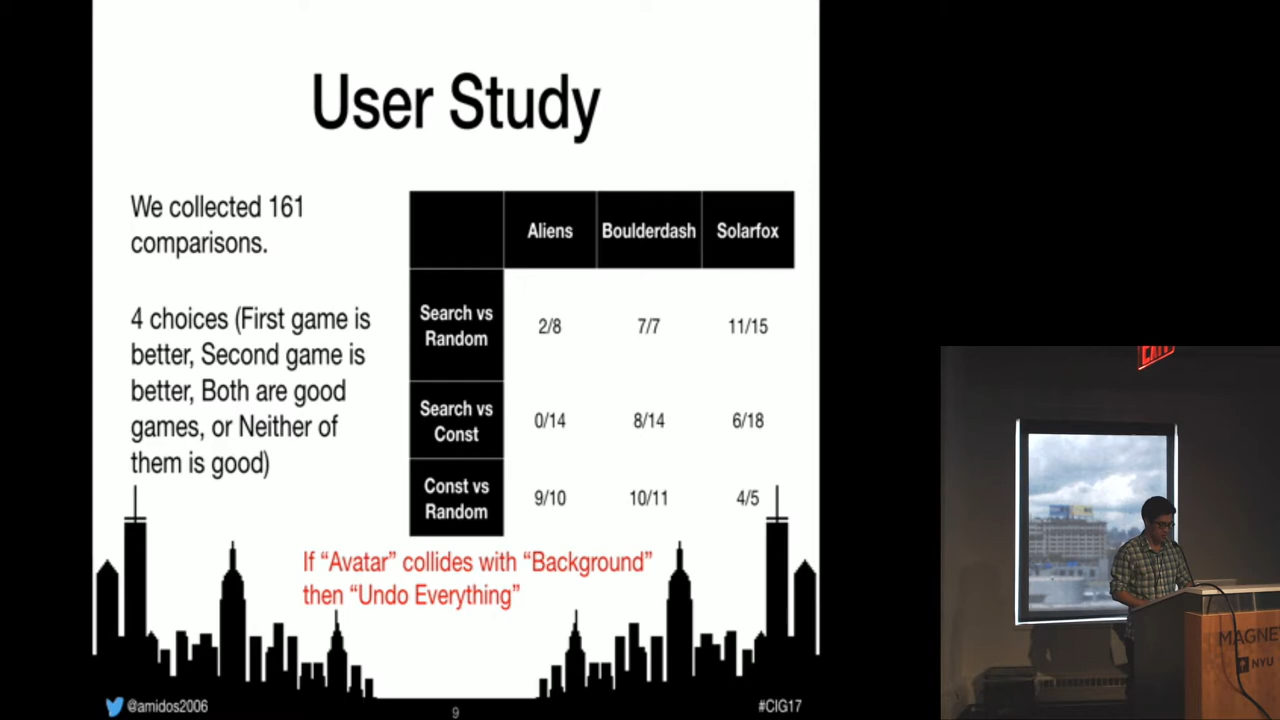 User Study
We collected 161
comparisons.
4 choices (First game is
better, Second game is
better, Both are good
games, or Neither of
them is good)
Aliens Boulderdash Solarfox
Search vs
Random
2/8 7/7 11/15
Search vs
Const
0/14 8/14 6/18
Const vs
Random
9/10 10/11 4/5
If “Avatar” collides with “Background”
then “Undo Everything”
@amidos2006
9
#CIG17
EXIT
MAGNE
NYU